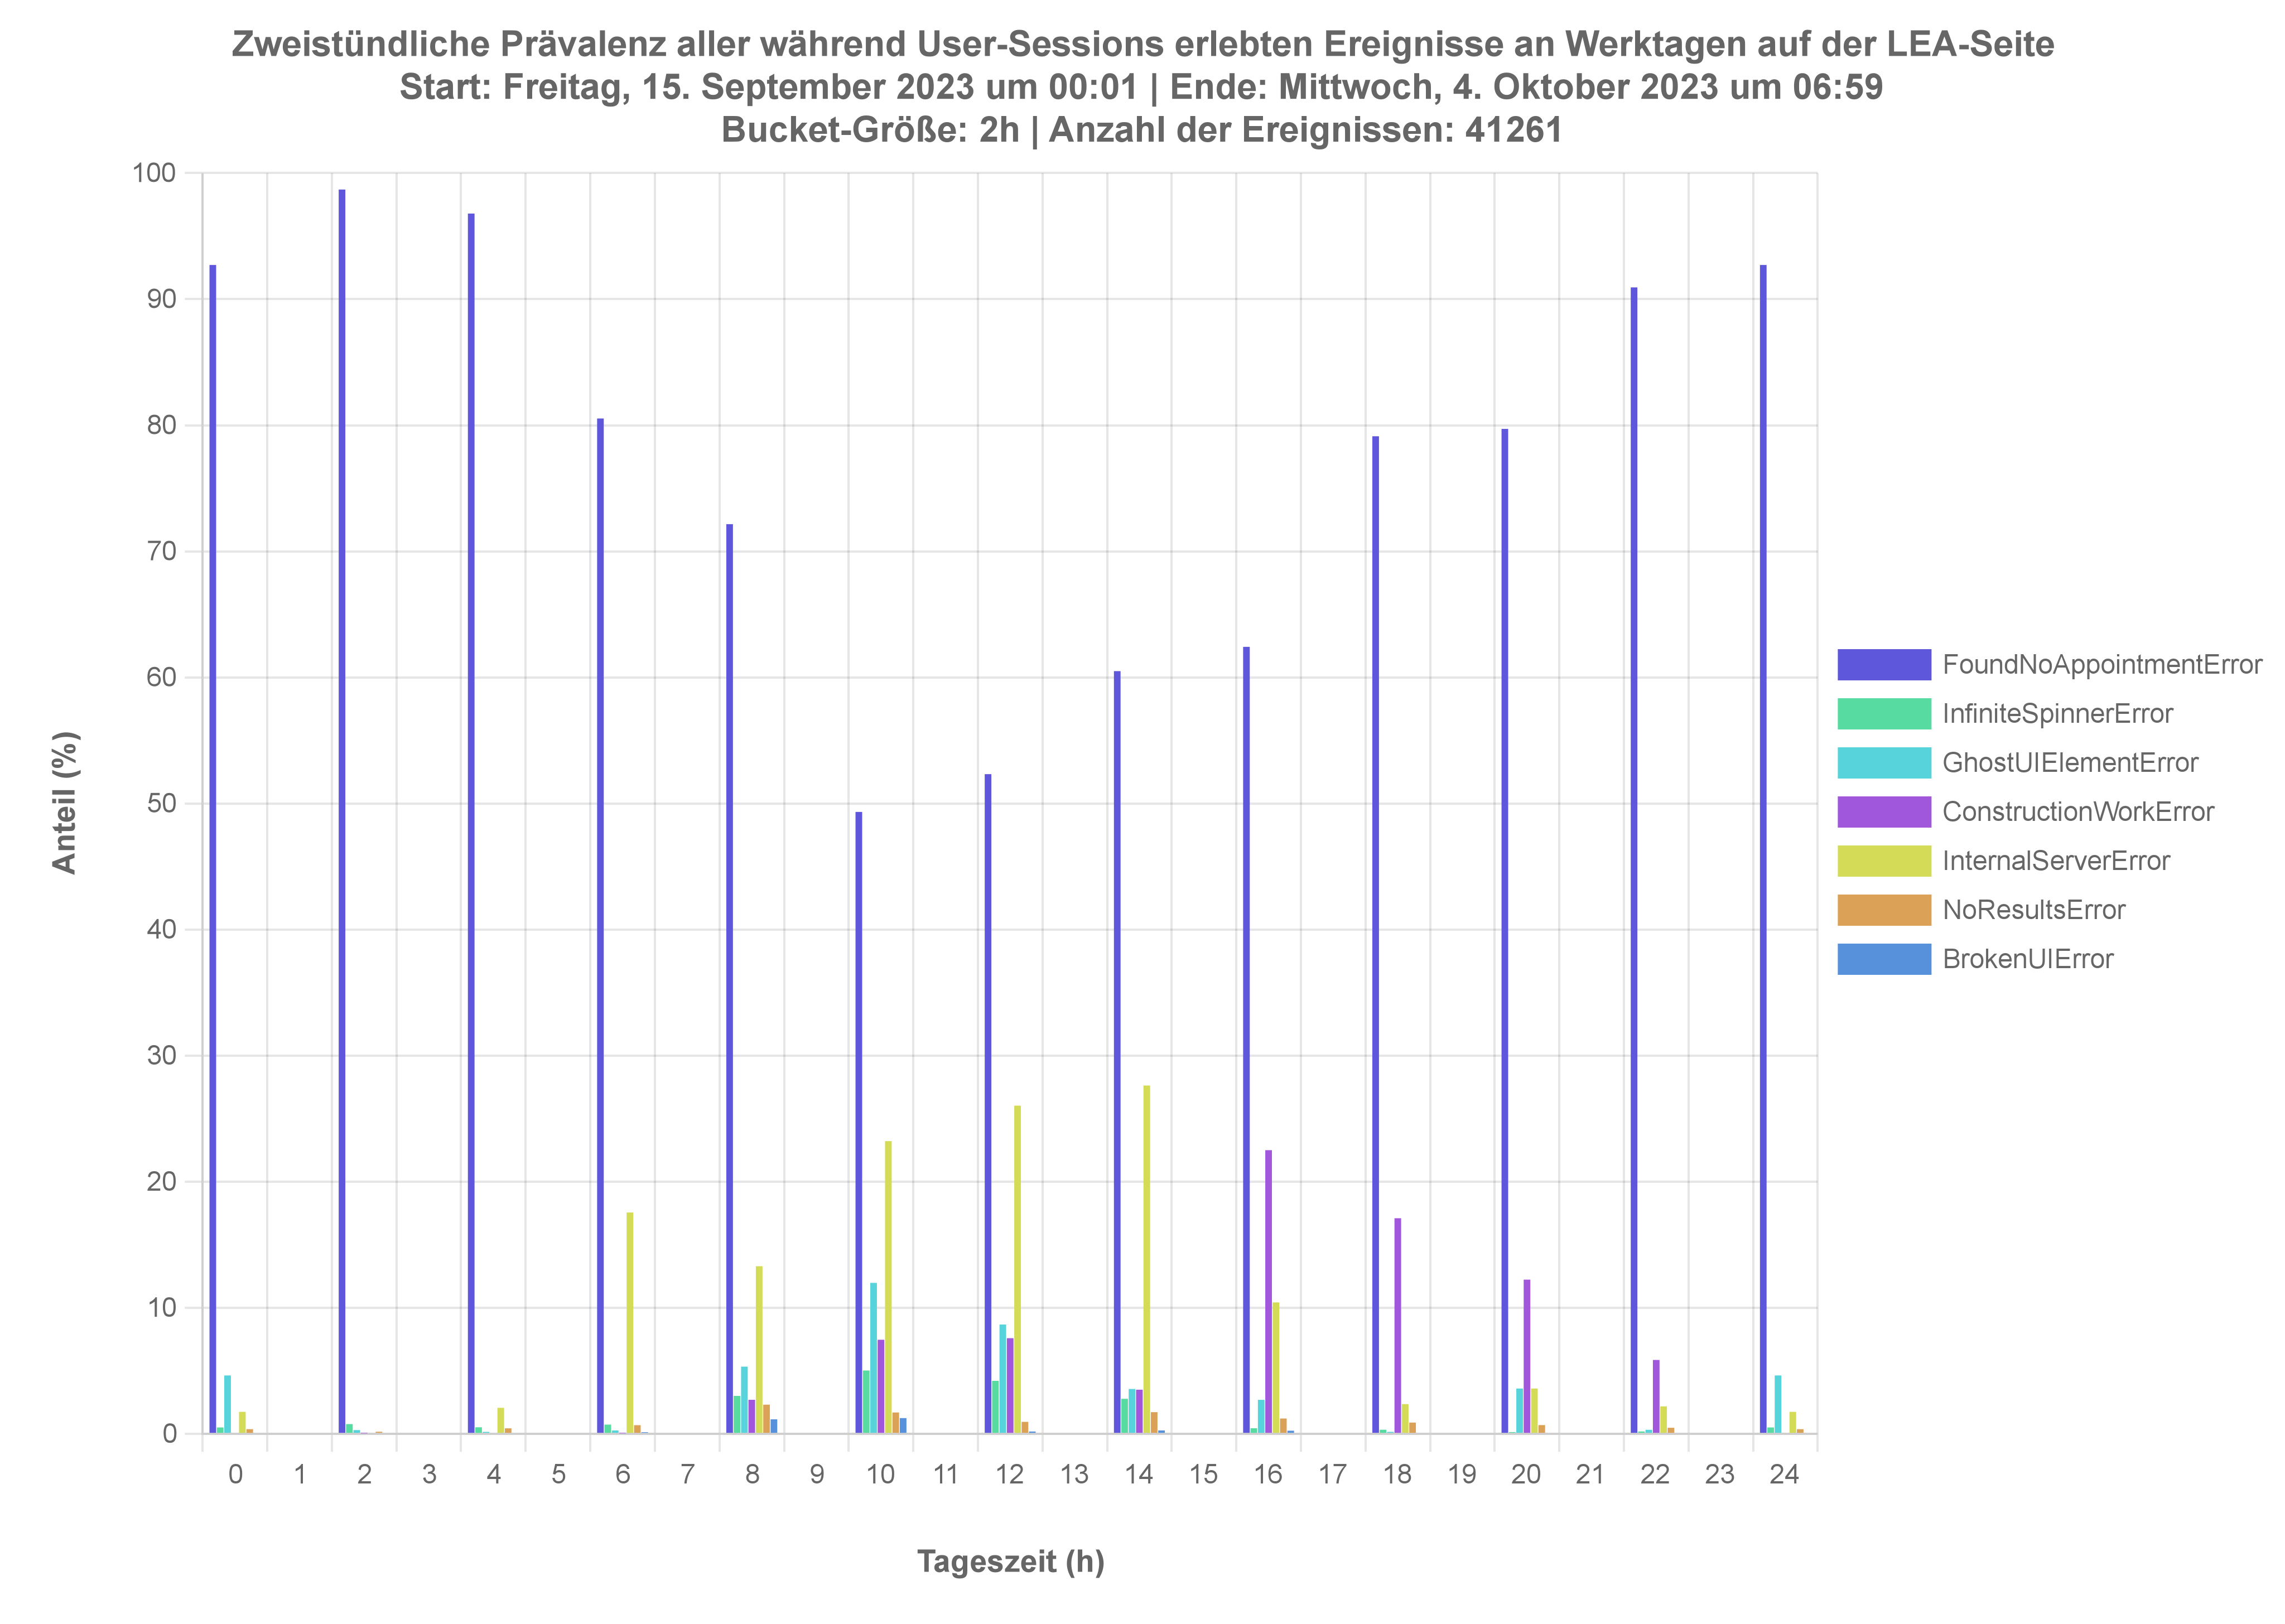 Zweistündliche Prävalenz aller während User-Sessions erlebten Ereignisse an Werktagen auf der LEA-Seite
Start: Freitag, 15. September 2023 um 00:01 | Ende: Mittwoch, 4. Oktober 2023 um 06:59
Bucket-Größe: 2h | Anzahl der Ereignissen: 41261
100
90
80
70
60
50
40
30
20
10
0
Anteil (%)
0 1 2 3 4 5 6 7 8 9 10 11 12 13 14 15 16 17 18 19 20 21 22 23 24
Tageszeit (h)
FoundNoAppointmentError
InfiniteSpinnerError
GhostUIElementError
ConstructionWorkError
InternalServerError
NoResultsError
BrokenUIError